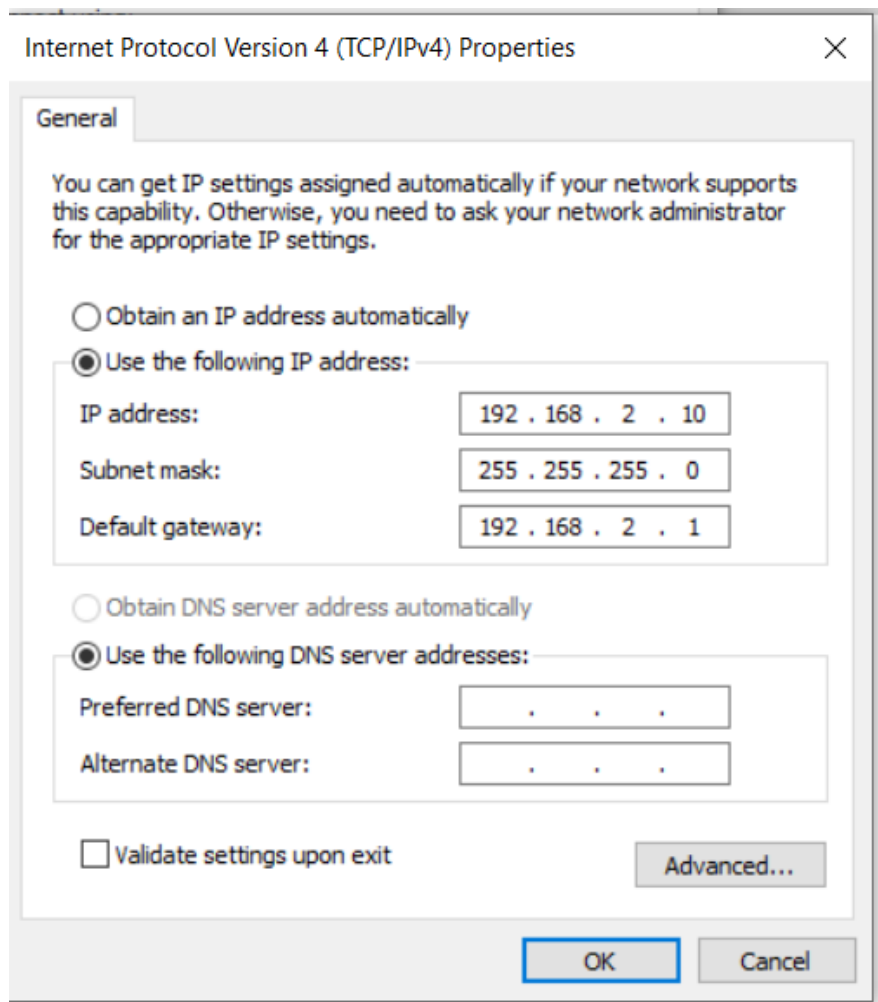 Internet Protocol Version 4 (TCP/IPv4) Properties
General
You can get IP settings assigned automatically if your network supports
this capability. Otherwise, you need to ask your network administrator
for the appropriate IP settings.
Obtain an IP address automatically
Use the following IP address:
IP address: 192 . 168 . 2 . 10
Subnet mask: 255 . 255 . 255 . 0
Default gateway: 192 . 168 . 2 . 1
Obtain DNS server address automatically
Use the following DNS server addresses:
Preferred DNS server: . . .
Alternate DNS server: . . .
Validate settings upon exit
Advanced...
OK Cancel